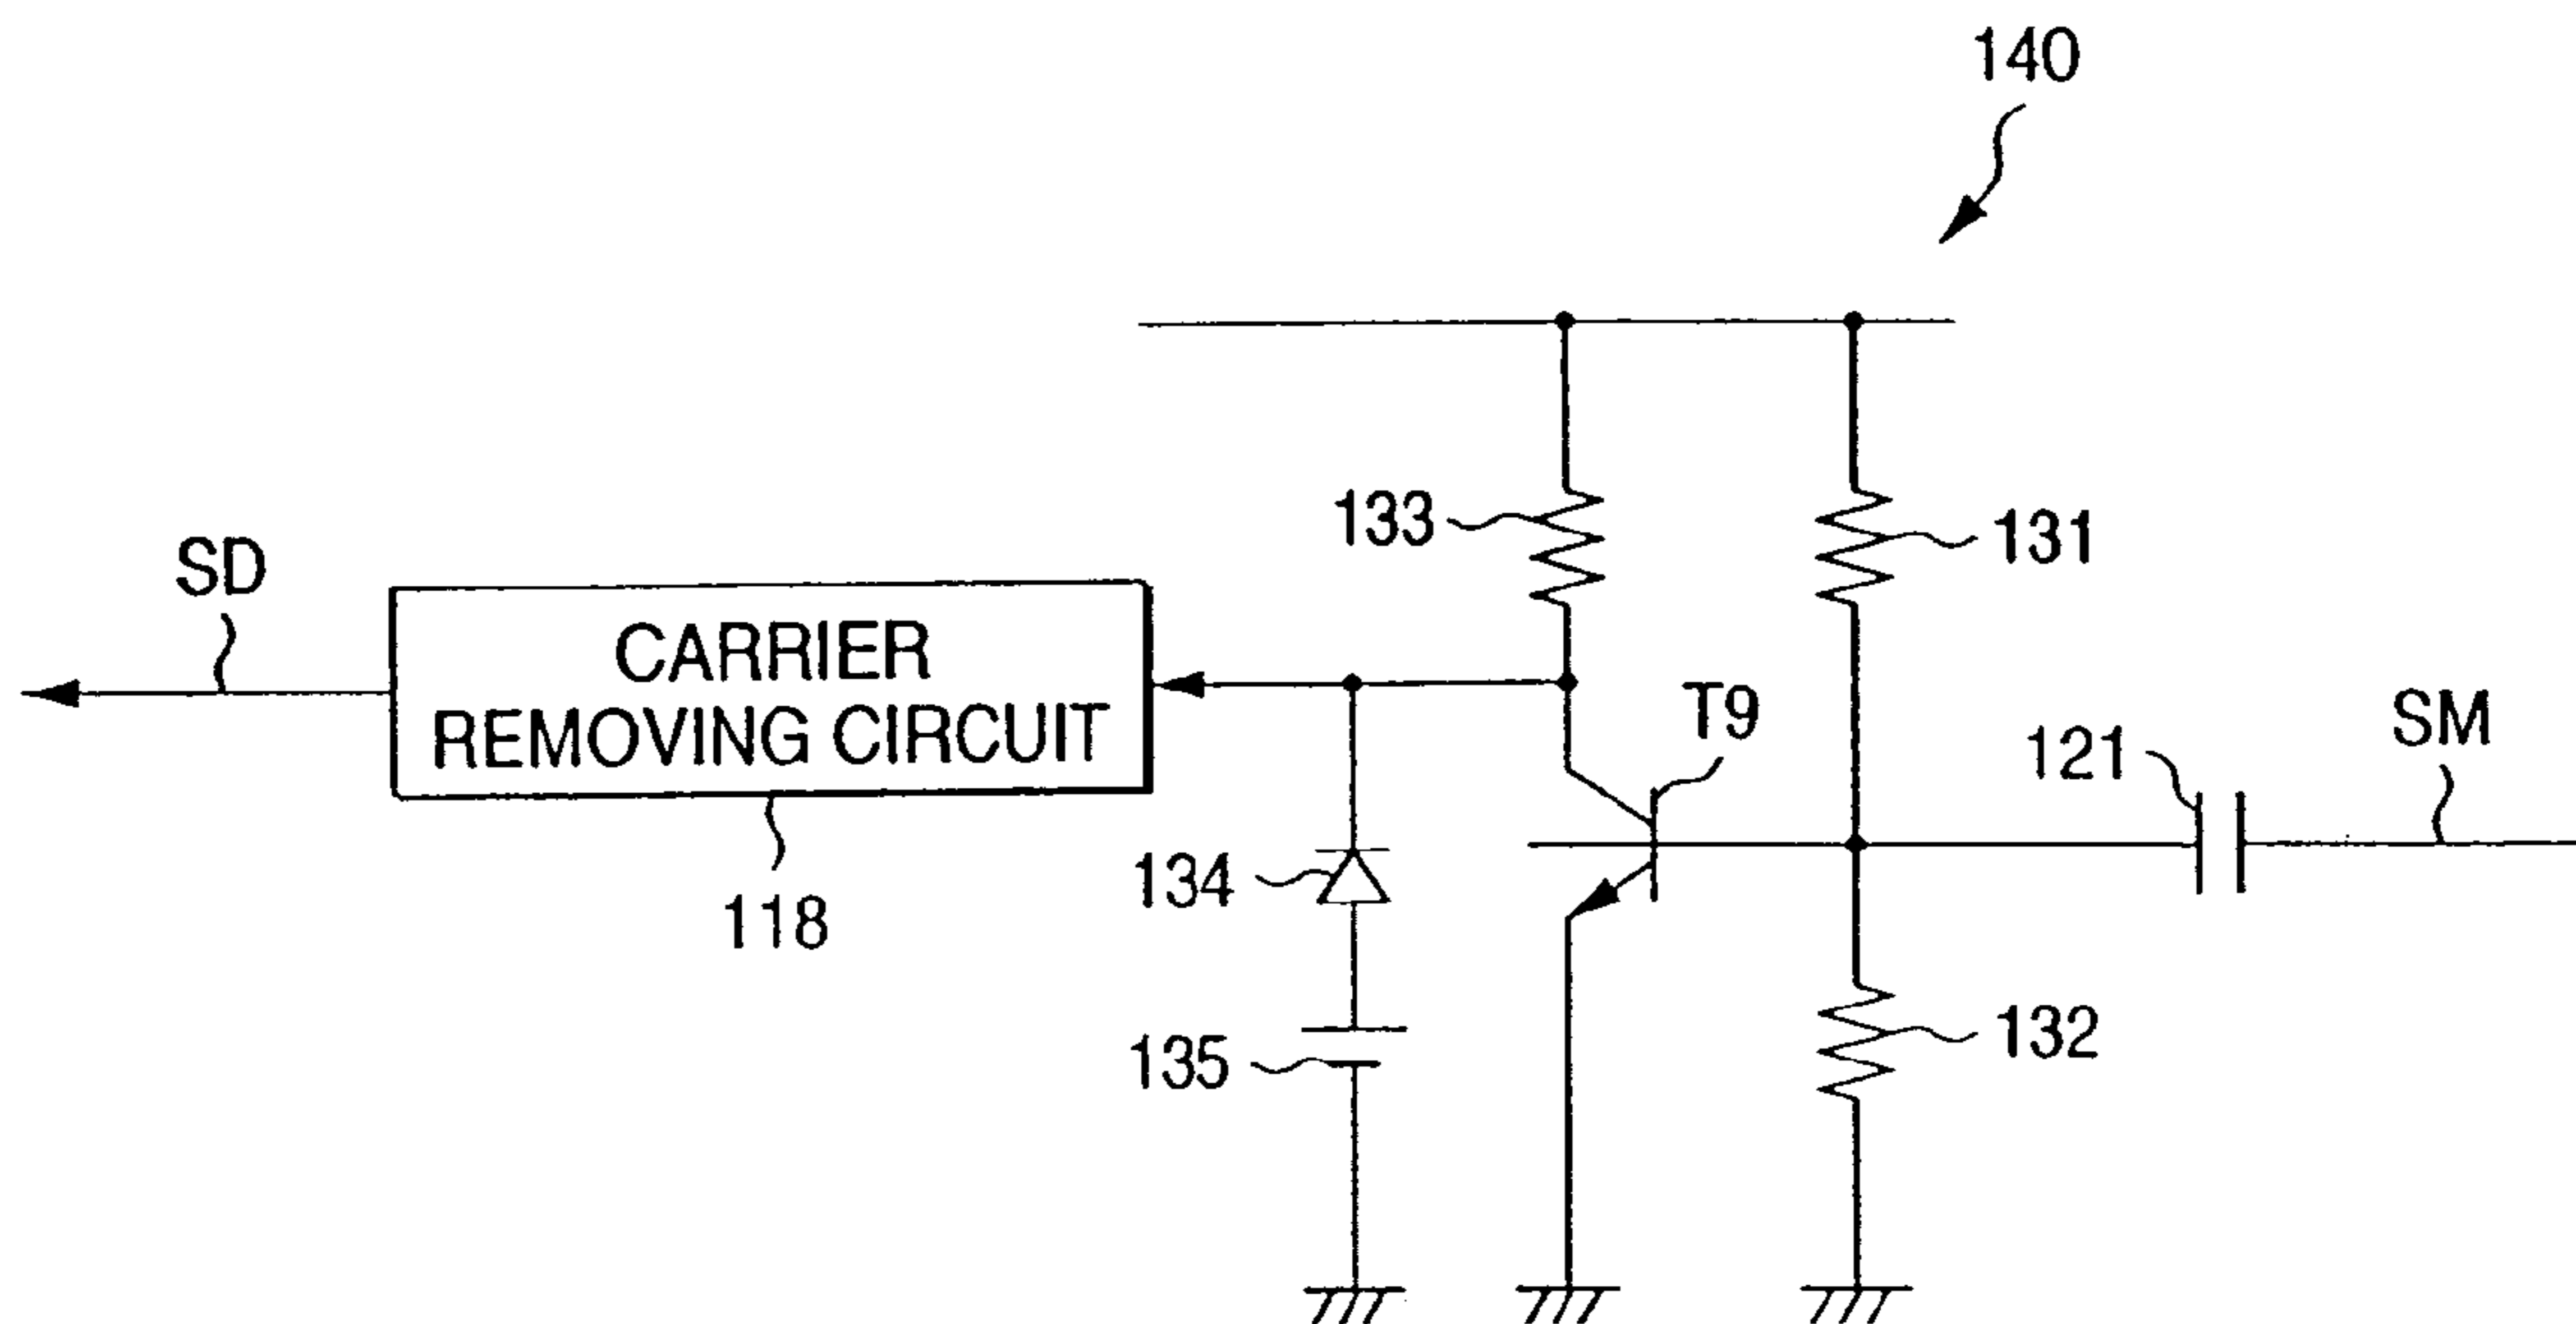 140
133
131
SD
CARRIER
REMOVING CIRCUIT
T9
121
SM
134
118
135
132